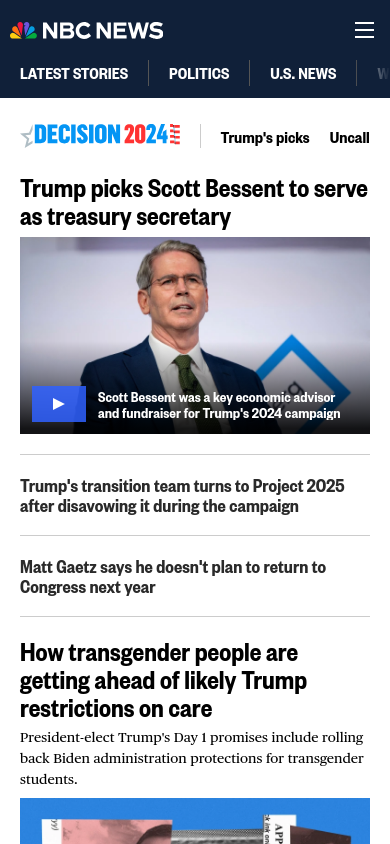 NBC NEWS
LATEST STORIES POLITICS U.S. NEWS
DECISION 2024 Trump's picks Uncall
Trump picks Scott Bessent to serve
as treasury secretary
Scott Bessent was a key economic advisor
and fundraiser for Trump's 2024 campaign
Trump's transition team turns to Project 2025
after disavowing it during the campaign
Matt Gaetz says he doesn't plan to return to
Congress next year
How transgender people are
getting ahead of likely Trump
restrictions on care
President-elect Trump's Day 1 promises include rolling
back Biden administration protections for transgender
students.